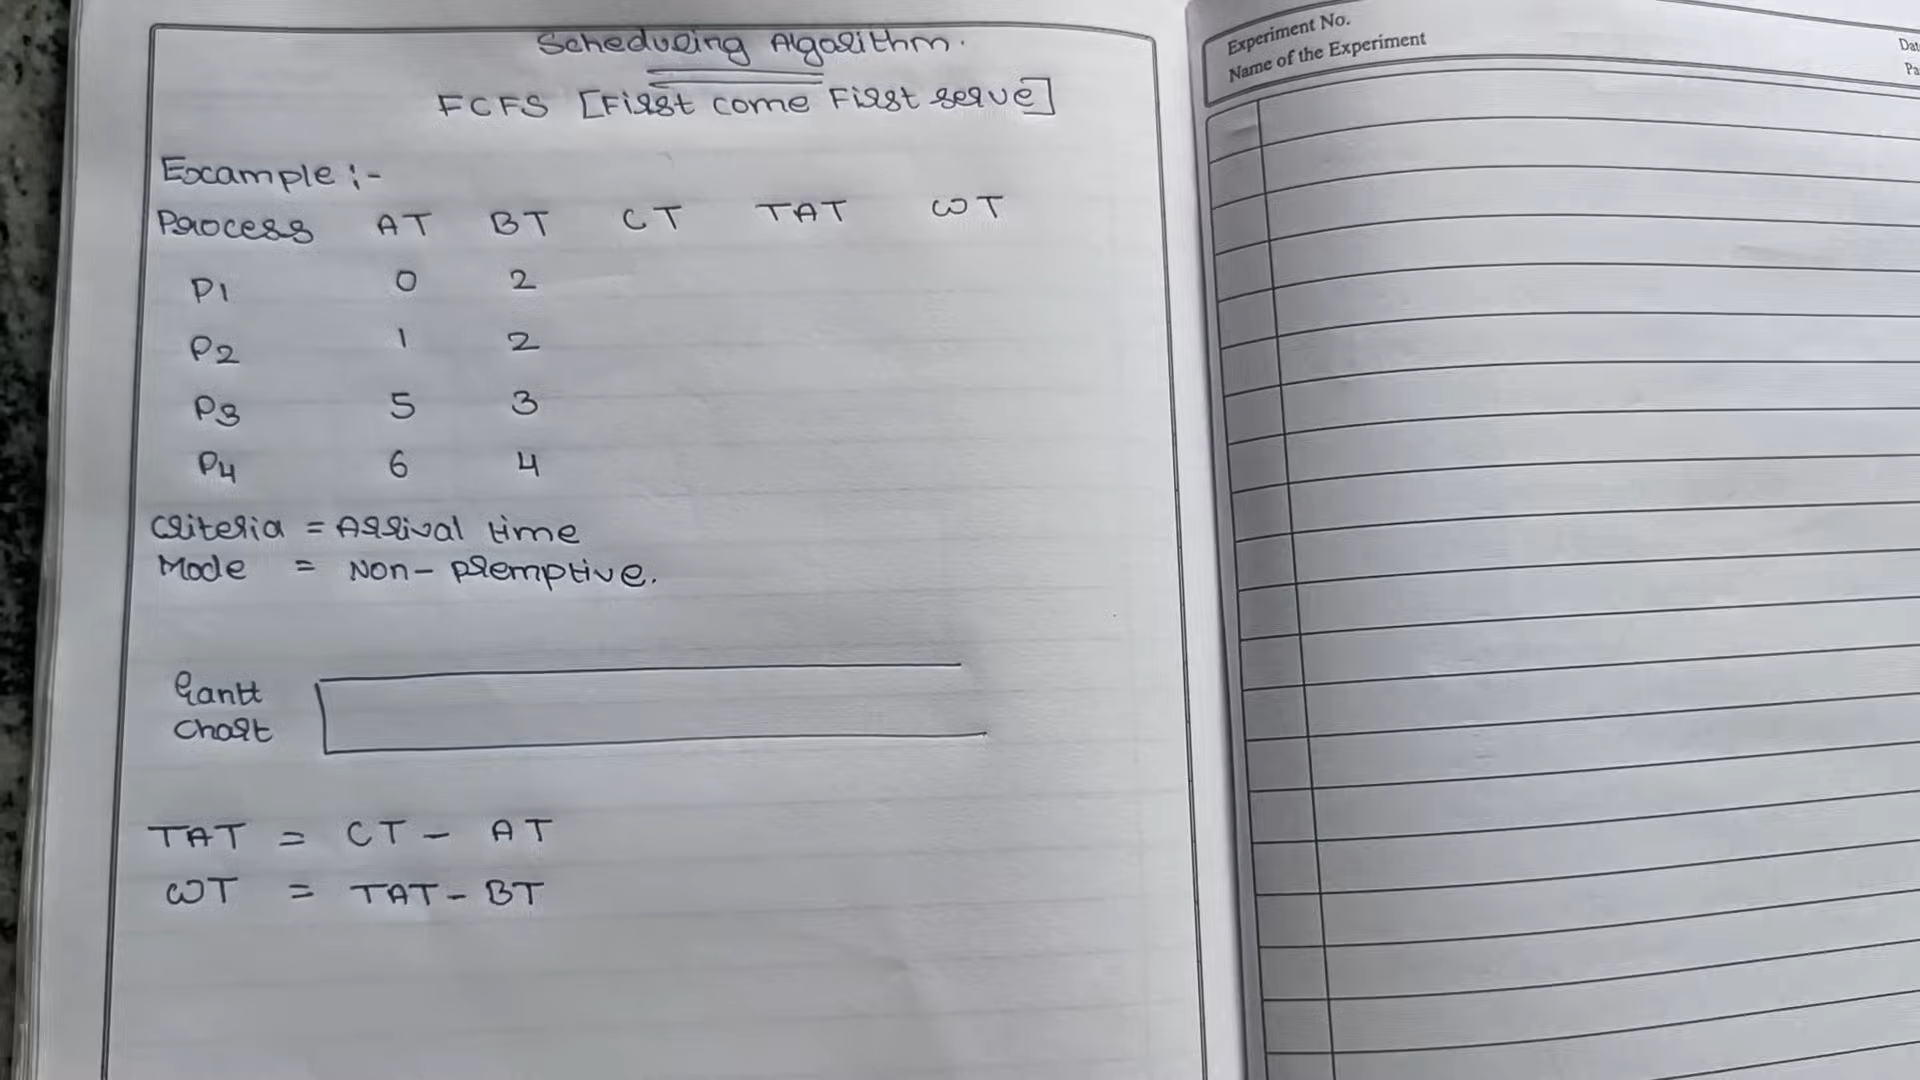 Scheduling Algorithm.
FCFS [First come First serve]
Example :-
Process AT BT CT TAT WT
P1 0 2
P2 1 2
P3 5 3
P4 6 4
Criteria = Arrival time
Mode = Non-premptive.
Gantt
Chart
TAT = CT - AT
WT = TAT - BT
Experiment No.
Name of the Experiment